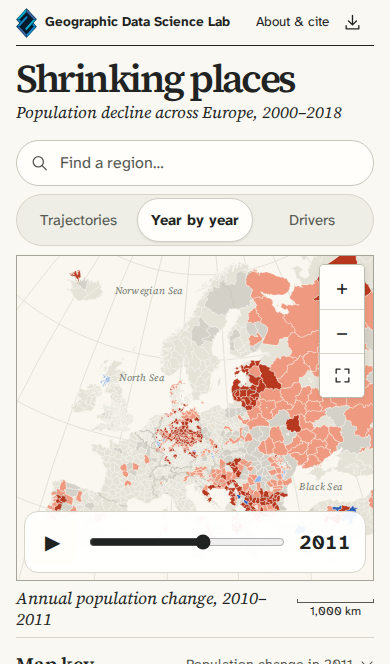 Geographic Data Science Lab
About & cite
Shrinking places
Population decline across Europe, 2000–2018
Find a region...
Trajectories
Year by year
Drivers
Norwegian Sea
+
North Sea
−
Black Sea
2011
Annual population change, 2010–
2011
1,000 km
Map key
Population change in 2011